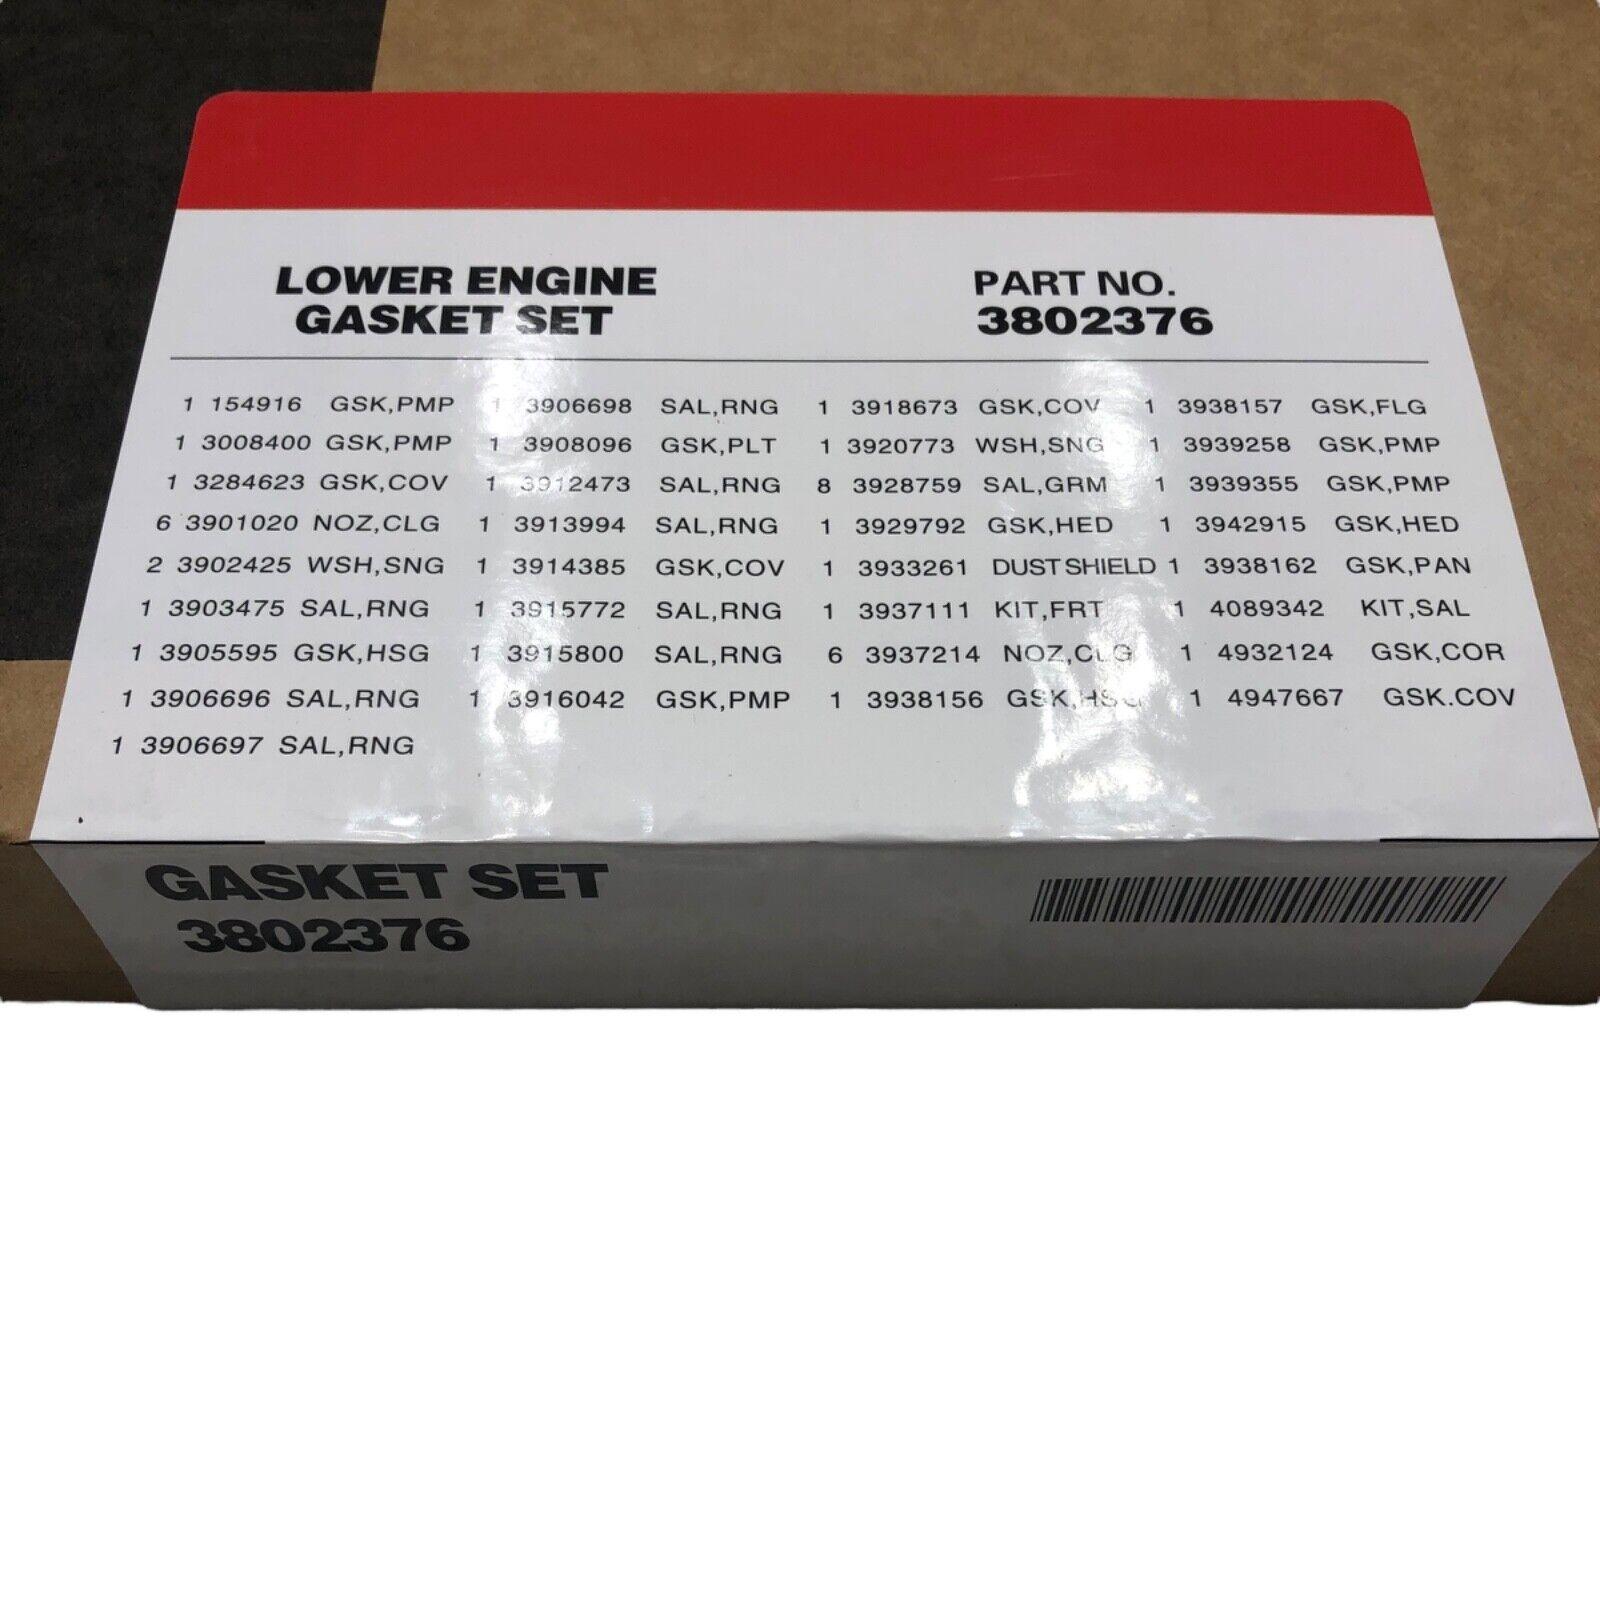 LOWER ENGINE
GASKET SET
PART NO.
3802376
1 154916 GSK,PMP 1 3906698 SAL,RNG 1 3918673 GSK,COV 1 3938157 GSK,FLG
1 3008400 GSK,PMP 1 3908096 GSK,PLT 1 3920773 WSH,SNG 1 3939258 GSK,PMP
1 3284623 GSK,COV 1 3912473 SAL,RNG 8 3928759 SAL,GRM 1 3939355 GSK,PMP
6 3901020 NOZ,CLG 1 3913994 SAL,RNG 1 3929792 GSK,HED 1 3942915 GSK,HED
2 3902425 WSH,SNG 1 3914385 GSK,COV 1 3933261 DUST SHIELD 1 3938162 GSK,PAN
1 3903475 SAL,RNG 1 3915772 SAL,RNG 1 3937111 KIT,FRT 1 4089342 KIT,SAL
1 3905595 GSK,HSG 1 3915800 SAL,RNG 6 3937214 NOZ,CLG 1 4932124 GSK,COR
1 3906696 SAL,RNG 1 3916042 GSK,PMP 1 3938156 GSK,HSG 1 4947667 GSK.COV
1 3906697 SAL,RNG
GASKET SET
3802376